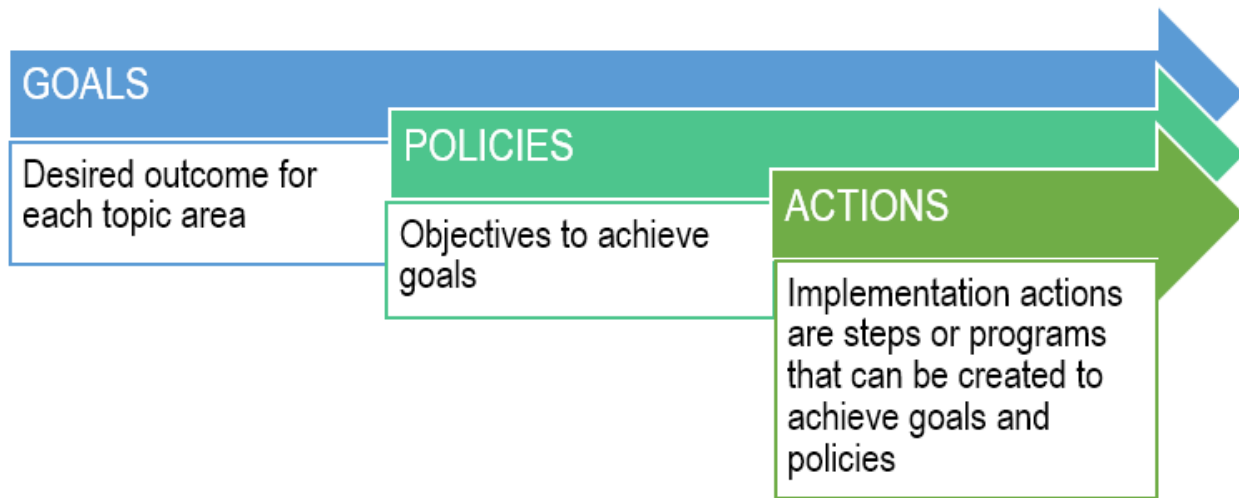 GOALS
Desired outcome for
each topic area
POLICIES
Objectives to achieve
goals
ACTIONS
Implementation actions
are steps or programs
that can be created to
achieve goals and
policies